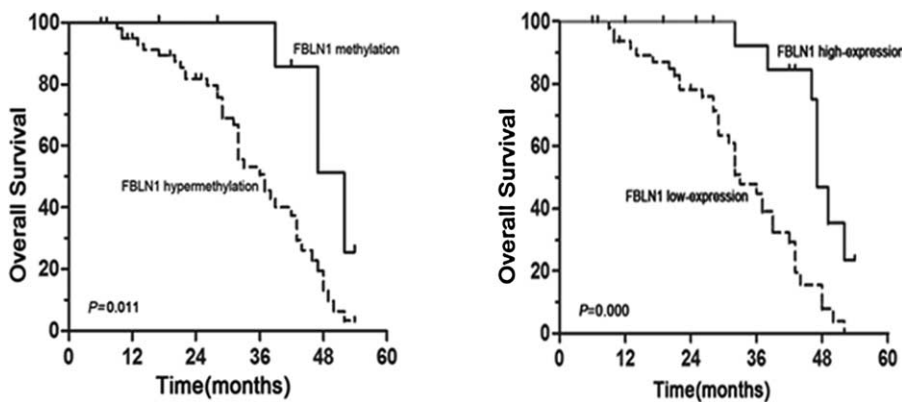 100
80
60
40
20
0
Overall Survival
FBLN1 methylation
FBLN1 hypermethylation
P=0.011
0 12 24 36 48 60
Time(months)
100
80
60
40
20
0
Overall Survival
FBLN1 high-expression
FBLN1 low-expression
P=0.000
0 12 24 36 48 60
Time(months)